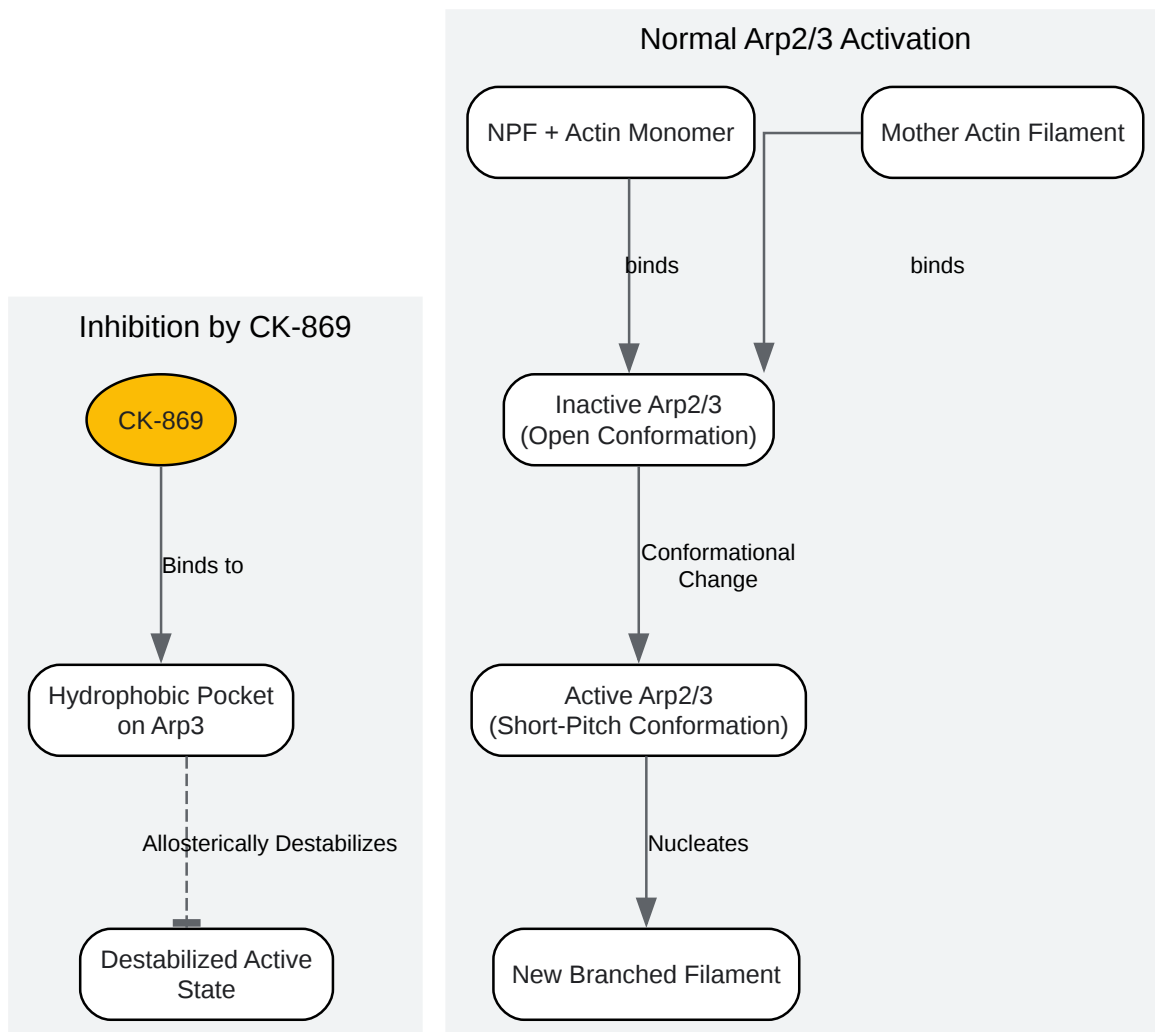 Normal Arp2/3 Activation
NPF + Actin Monomer
Mother Actin Filament
binds
binds
Inhibition by CK-869
CK-869
Inactive Arp2/3
(Open Conformation)
Binds to
Conformational
Change
Hydrophobic Pocket
on Arp3
Active Arp2/3
(Short-Pitch Conformation)
Allosterically Destabilizes
Nucleates
Destabilized Active
State
New Branched Filament